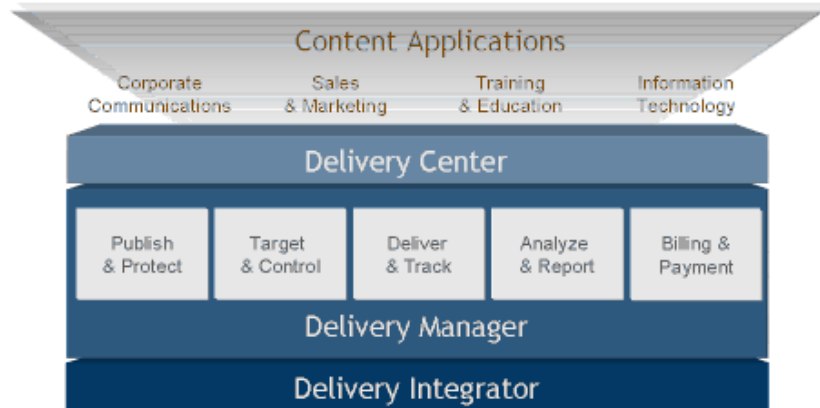 Content Applications
Corporate
Communications
Sales
& Marketing
Training
& Education
Information
Technology
Delivery Center
Publish
& Protect
Target
& Control
Deliver
& Track
Analyze
& Report
Billing &
Payment
Delivery Manager
Delivery Integrator